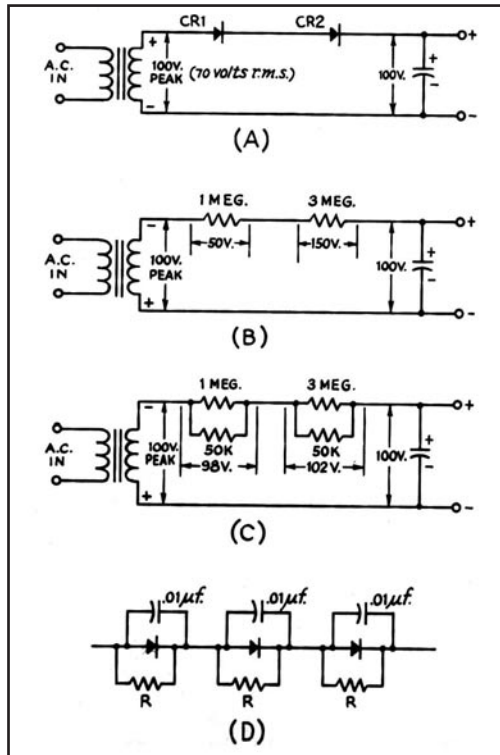 CR1 CR2 +
A.C. IN + 100V. PEAK (70 volts r.m.s.) 100V. + -
- -
(A)
1 MEG. 3 MEG. +
- 50V. 150V.
A.C. IN 100V. PEAK 100V. + -
+ -
(B)
1 MEG. 3 MEG. +
- 50K 50K
A.C. IN 100V. PEAK 98V. 102V. 100V. + -
+ -
(C)
.01µf. .01µf. .01µf.
R R R
(D)